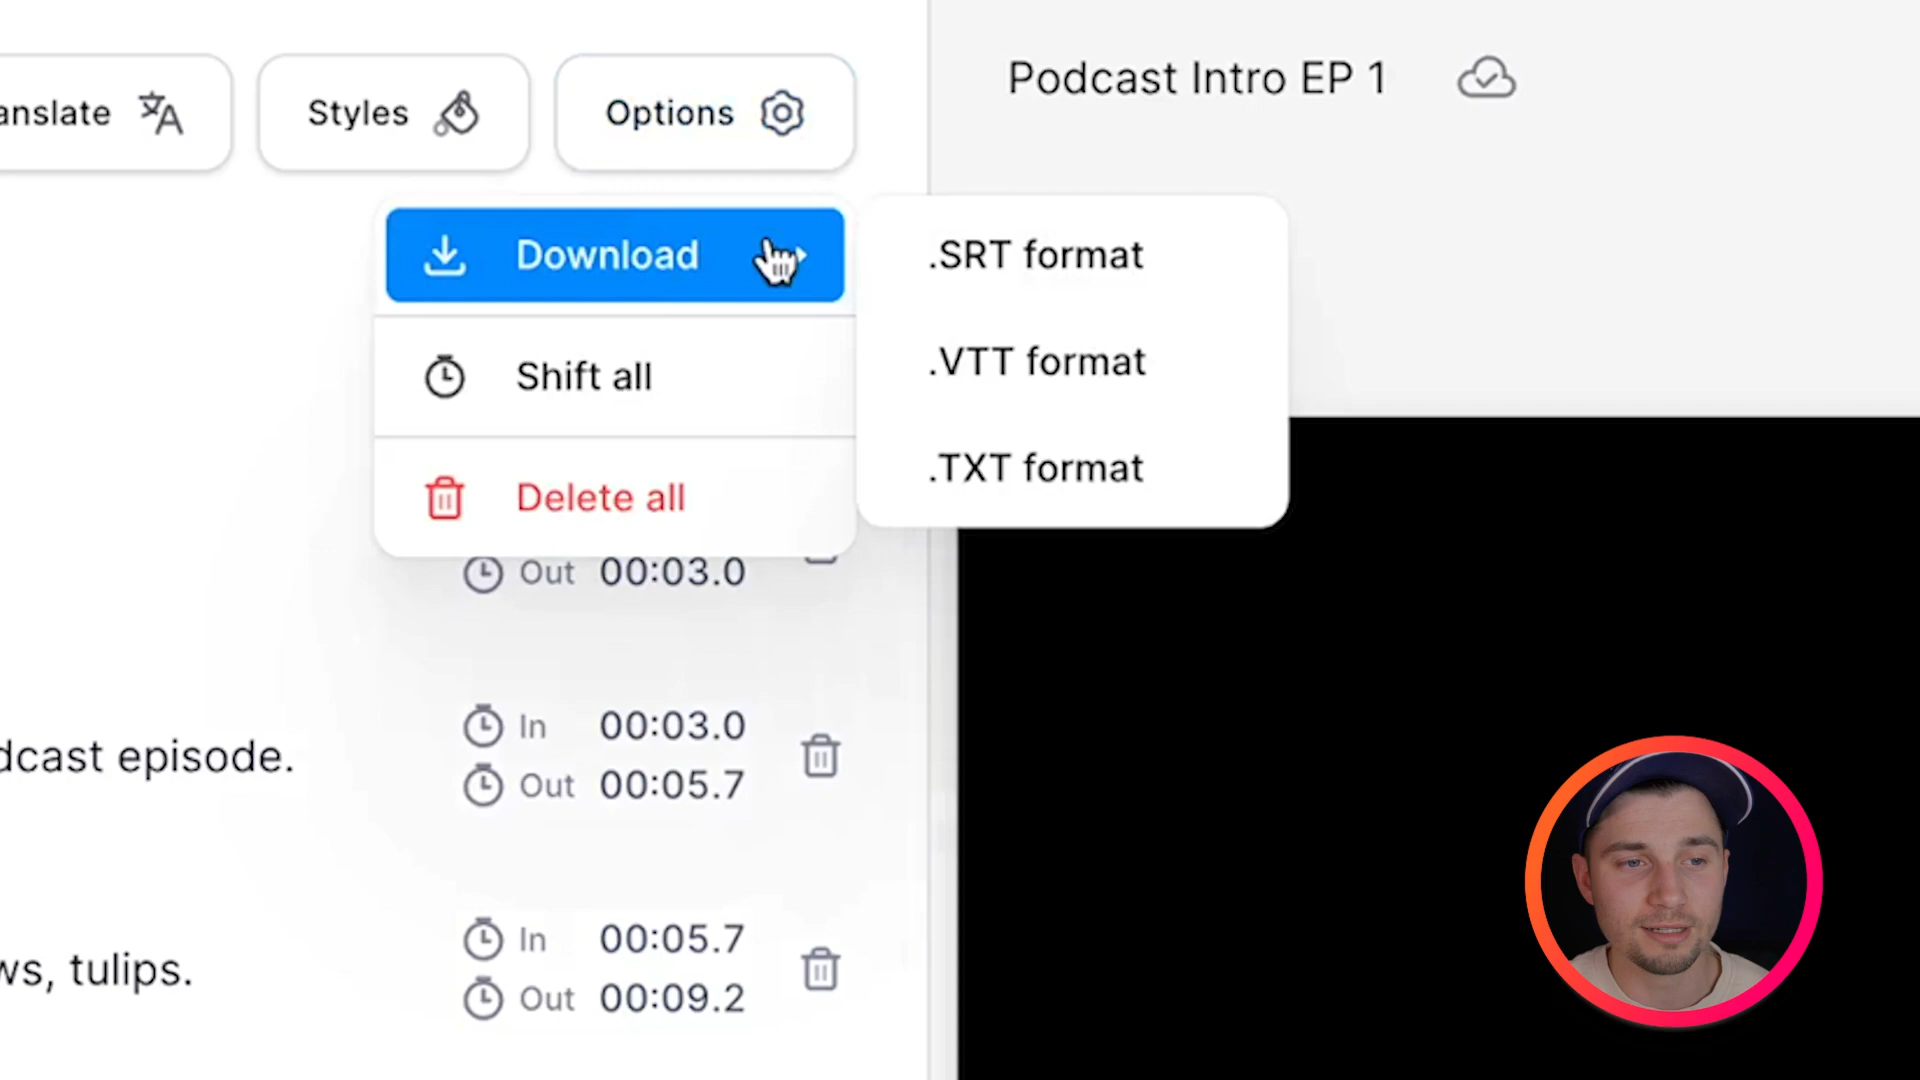 anslate
Styles
Options
Podcast Intro EP 1
Download
Shift all
Delete all
.SRT format
.VTT format
.TXT format
Out 00:03.0
dcast episode.
In 00:03.0
Out 00:05.7
ws, tulips.
In 00:05.7
Out 00:09.2